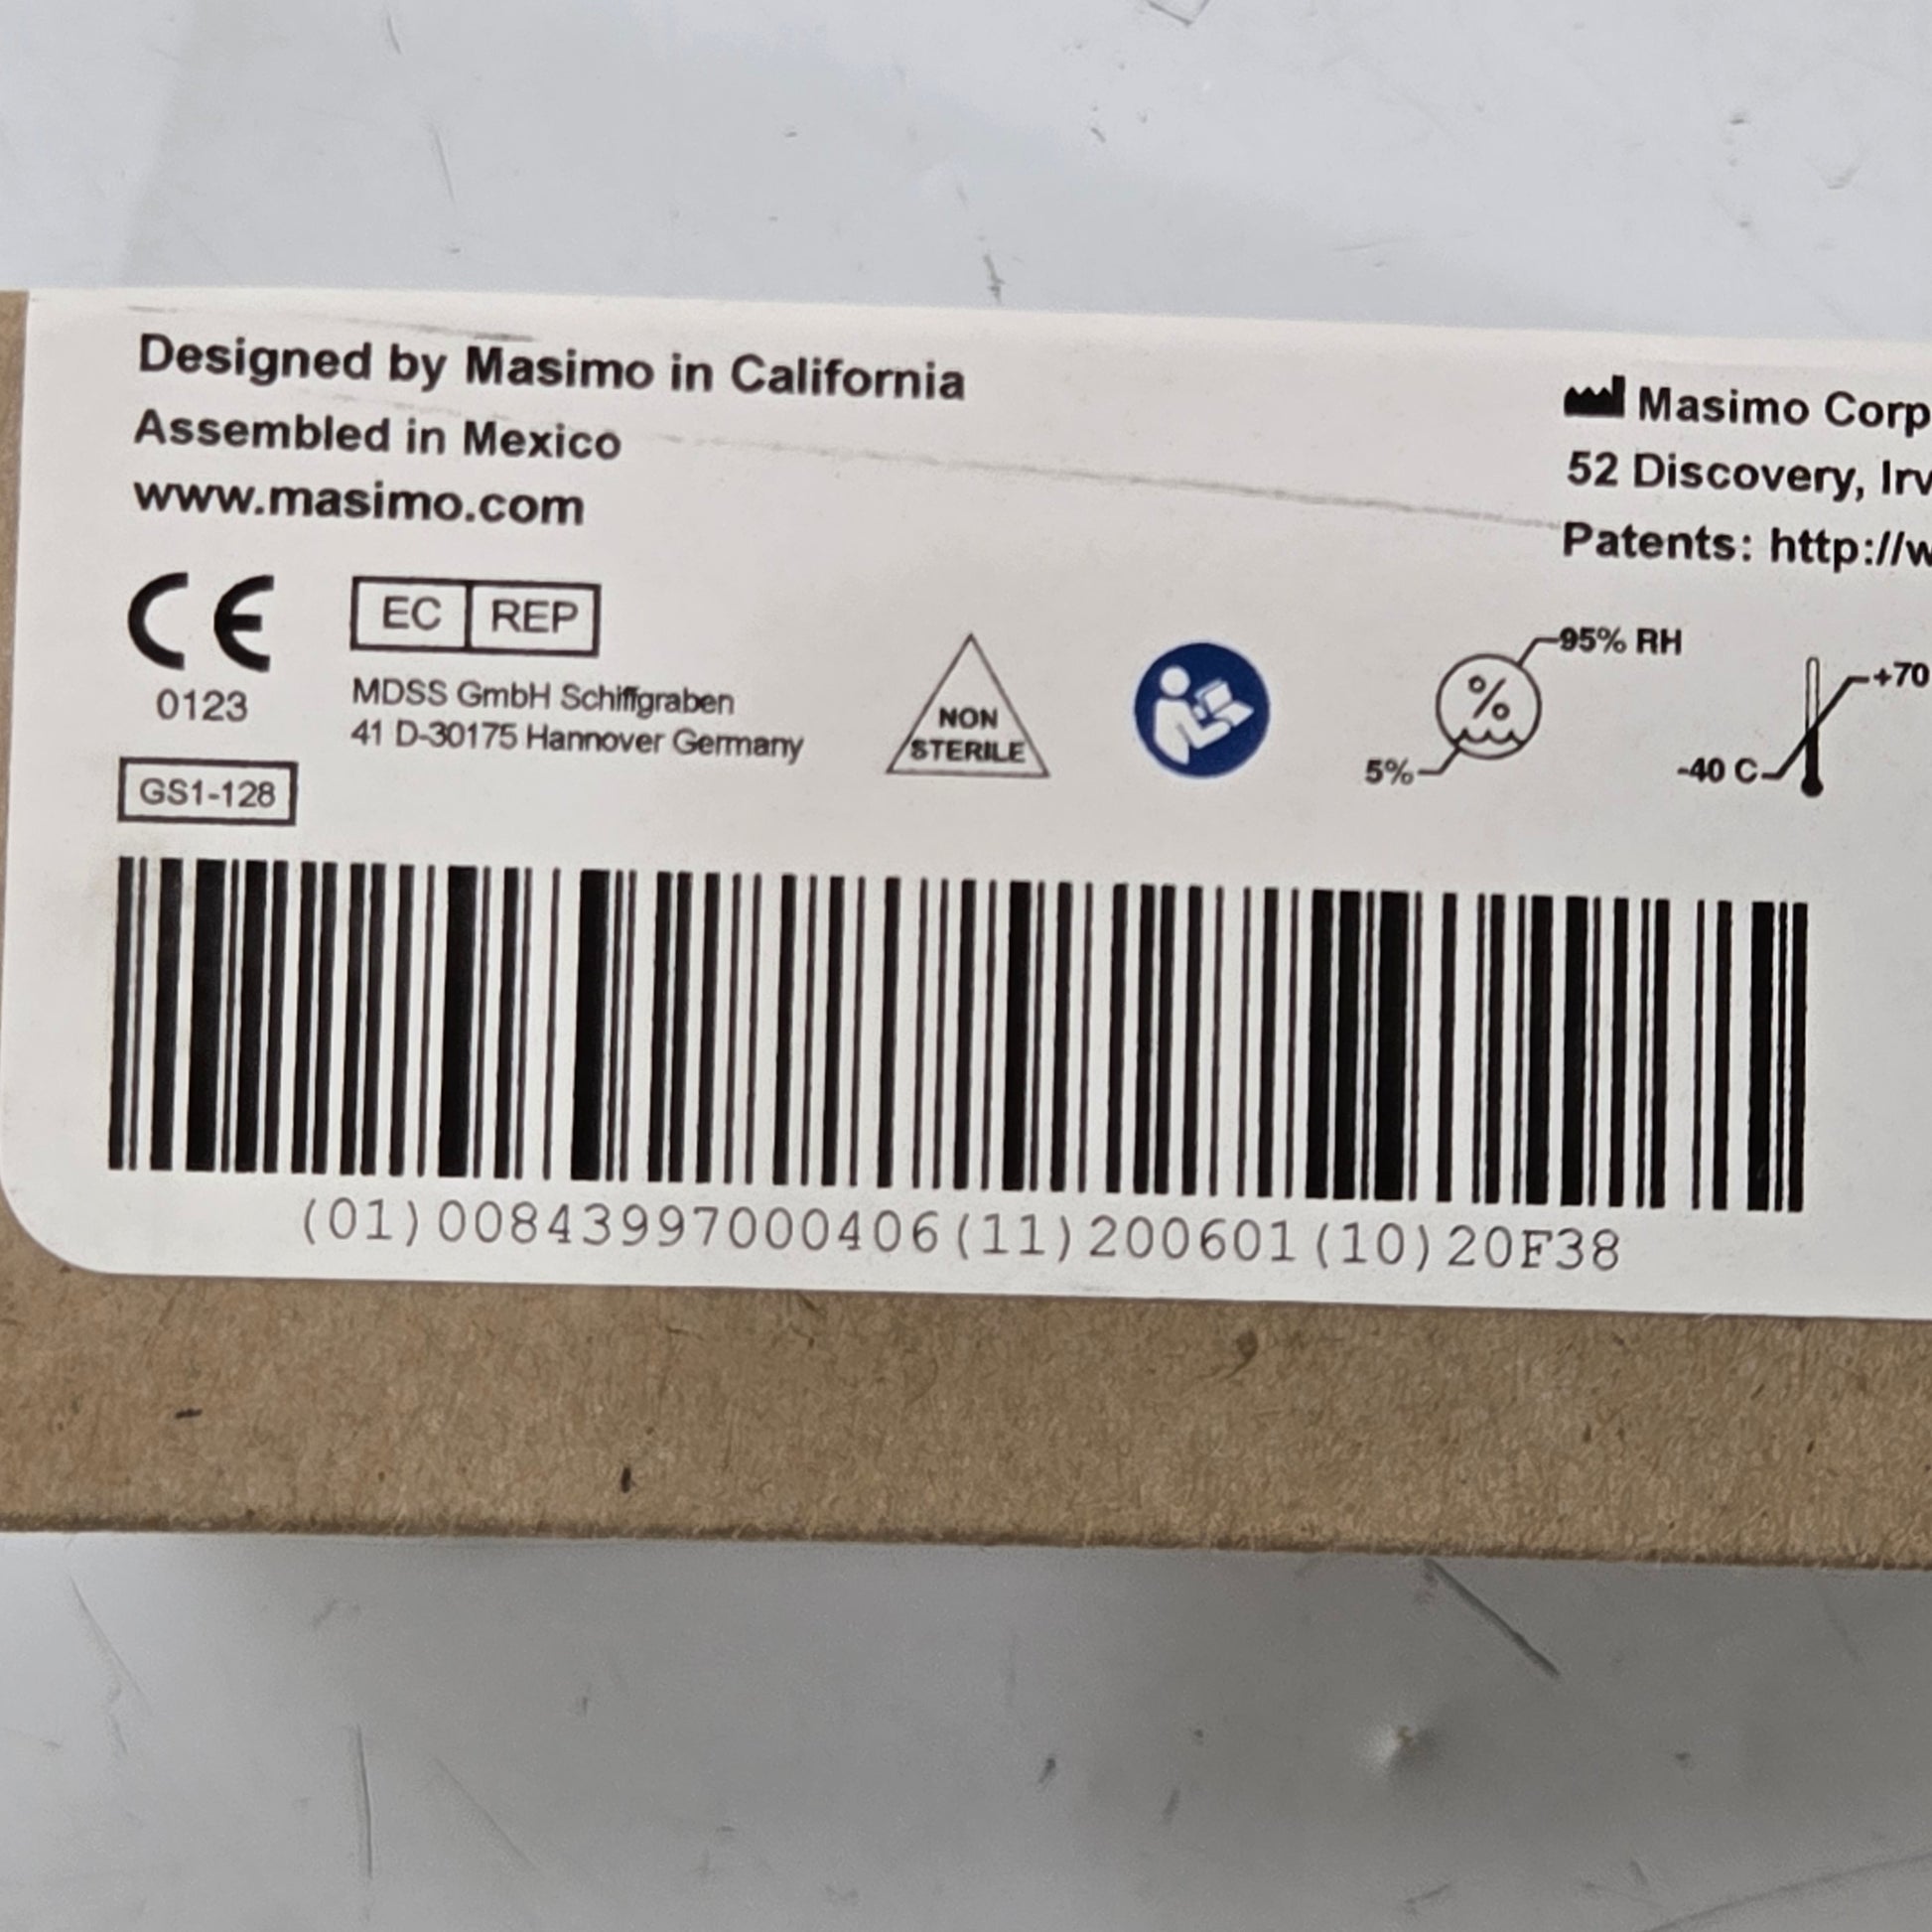 Designed by Masimo in California
Assembled in Mexico
www.masimo.com
Masimo Corp
52 Discovery, Irv
Patents: http://w
CE
0123
EC REP
MDSS GmbH Schiffgraben
41 D-30175 Hannover Germany
NON
STERILE
%
95% RH
5%
+70
-40 C
GS1-128
(01)00843997000406(11)200601(10)20F38